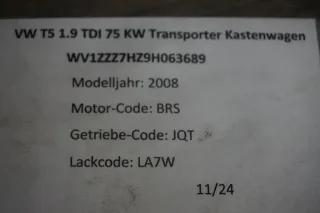 VW T5 1.9 TDI 75 KW Transporter Kastenwagen
WV1ZZZ7HZ9H063689
Modelljahr: 2008
Motor-Code: BRS
Getriebe-Code: JQT
Lackcode: LA7W
11/24